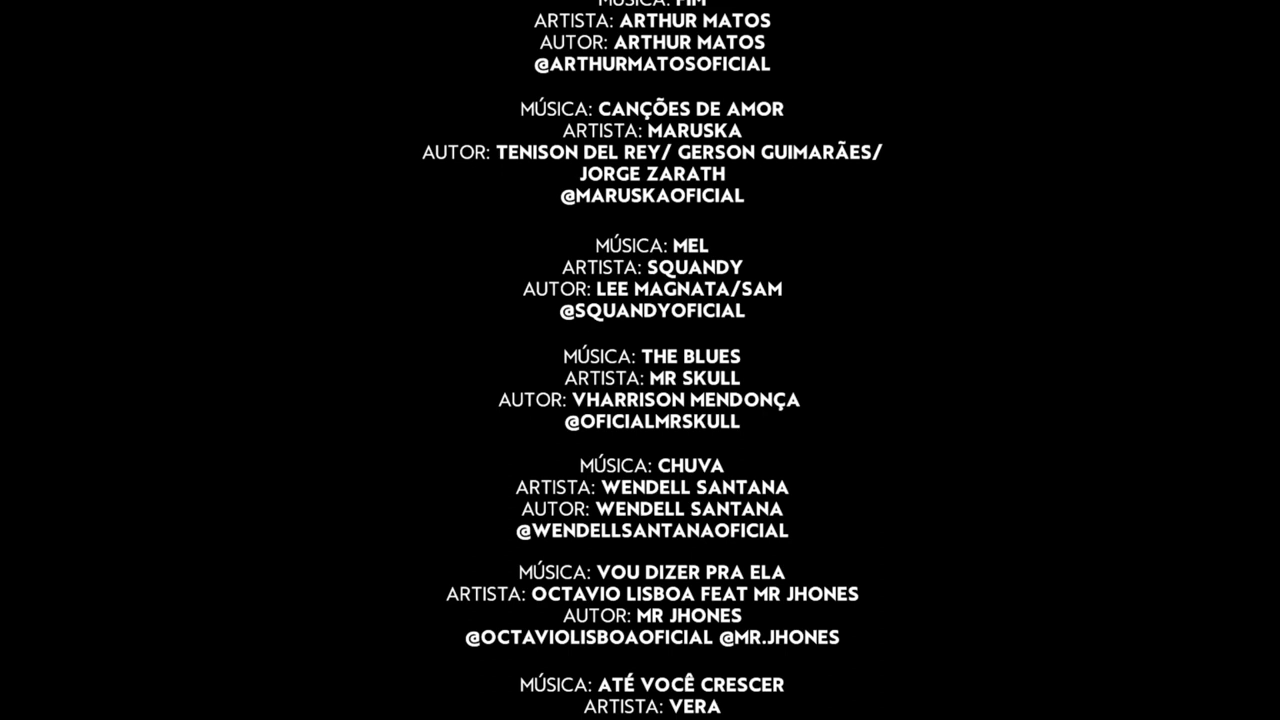 MÚSICA: FIM
ARTISTA: ARTHUR MATOS
AUTOR: ARTHUR MATOS
@ARTHURMATOSOFICIAL
MÚSICA: CANÇÕES DE AMOR
ARTISTA: MARUSKA
AUTOR: TENISON DEL REY/ GERSON GUIMARÃES/
JORGE ZARATH
@MARUSKAOFICIAL
MÚSICA: MEL
ARTISTA: SQUANDY
AUTOR: LEE MAGNATA/SAM
@SQUANDYOFICIAL
MÚSICA: THE BLUES
ARTISTA: MR SKULL
AUTOR: VHARRISON MENDONÇA
@OFICIALMRSKULL
MÚSICA: CHUVA
ARTISTA: WENDELL SANTANA
AUTOR: WENDELL SANTANA
@WENDELLSANTANAOFICIAL
MÚSICA: VOU DIZER PRA ELA
ARTISTA: OCTAVIO LISBOA FEAT MR JHONES
AUTOR: MR JHONES
@OCTAVIOLISBOAOFICIAL @MR.JHONES
MÚSICA: ATÉ VOCÊ CRESCER
ARTISTA: VERA